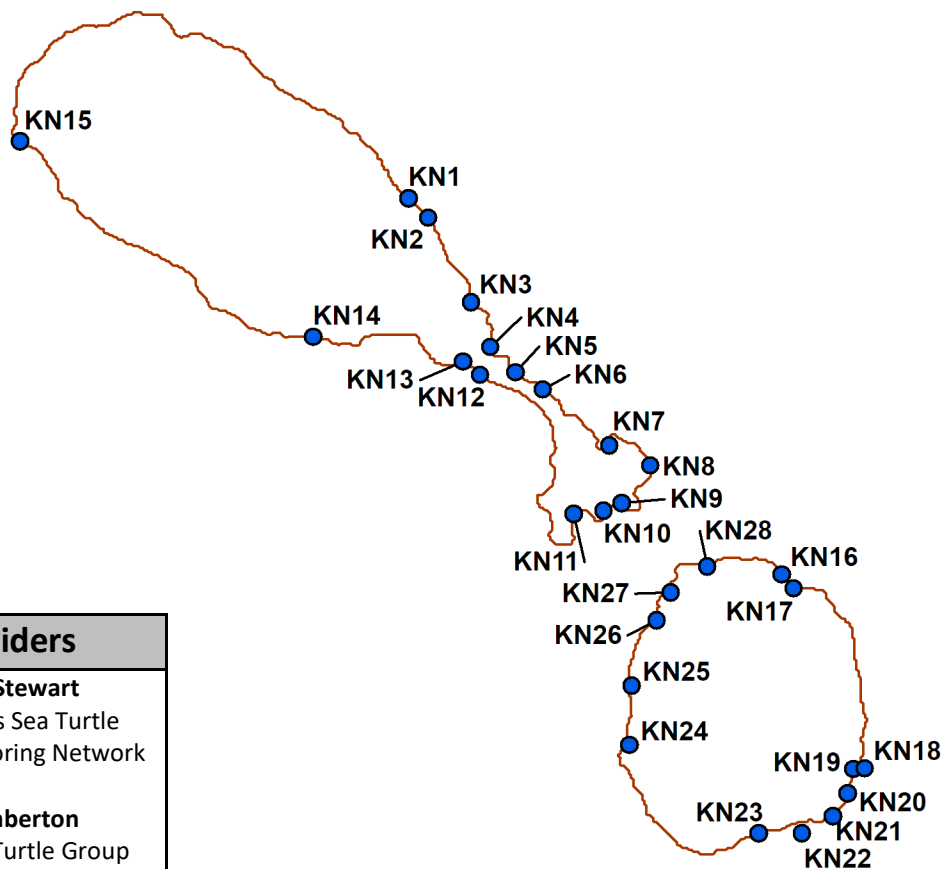 KN15
KN1
KN2
KN3
KN14
KN4
KN5
KN13
KN6
KN12
KN7
KN8
KN9
KN10
KN28
KN11
KN16
KN27
KN17
KN26
iders
KN25
Stewart
s Sea Turtle
KN24
oring Network
KN19
KN18
KN20
berton
KN23
KN21
Turtle Group
KN22